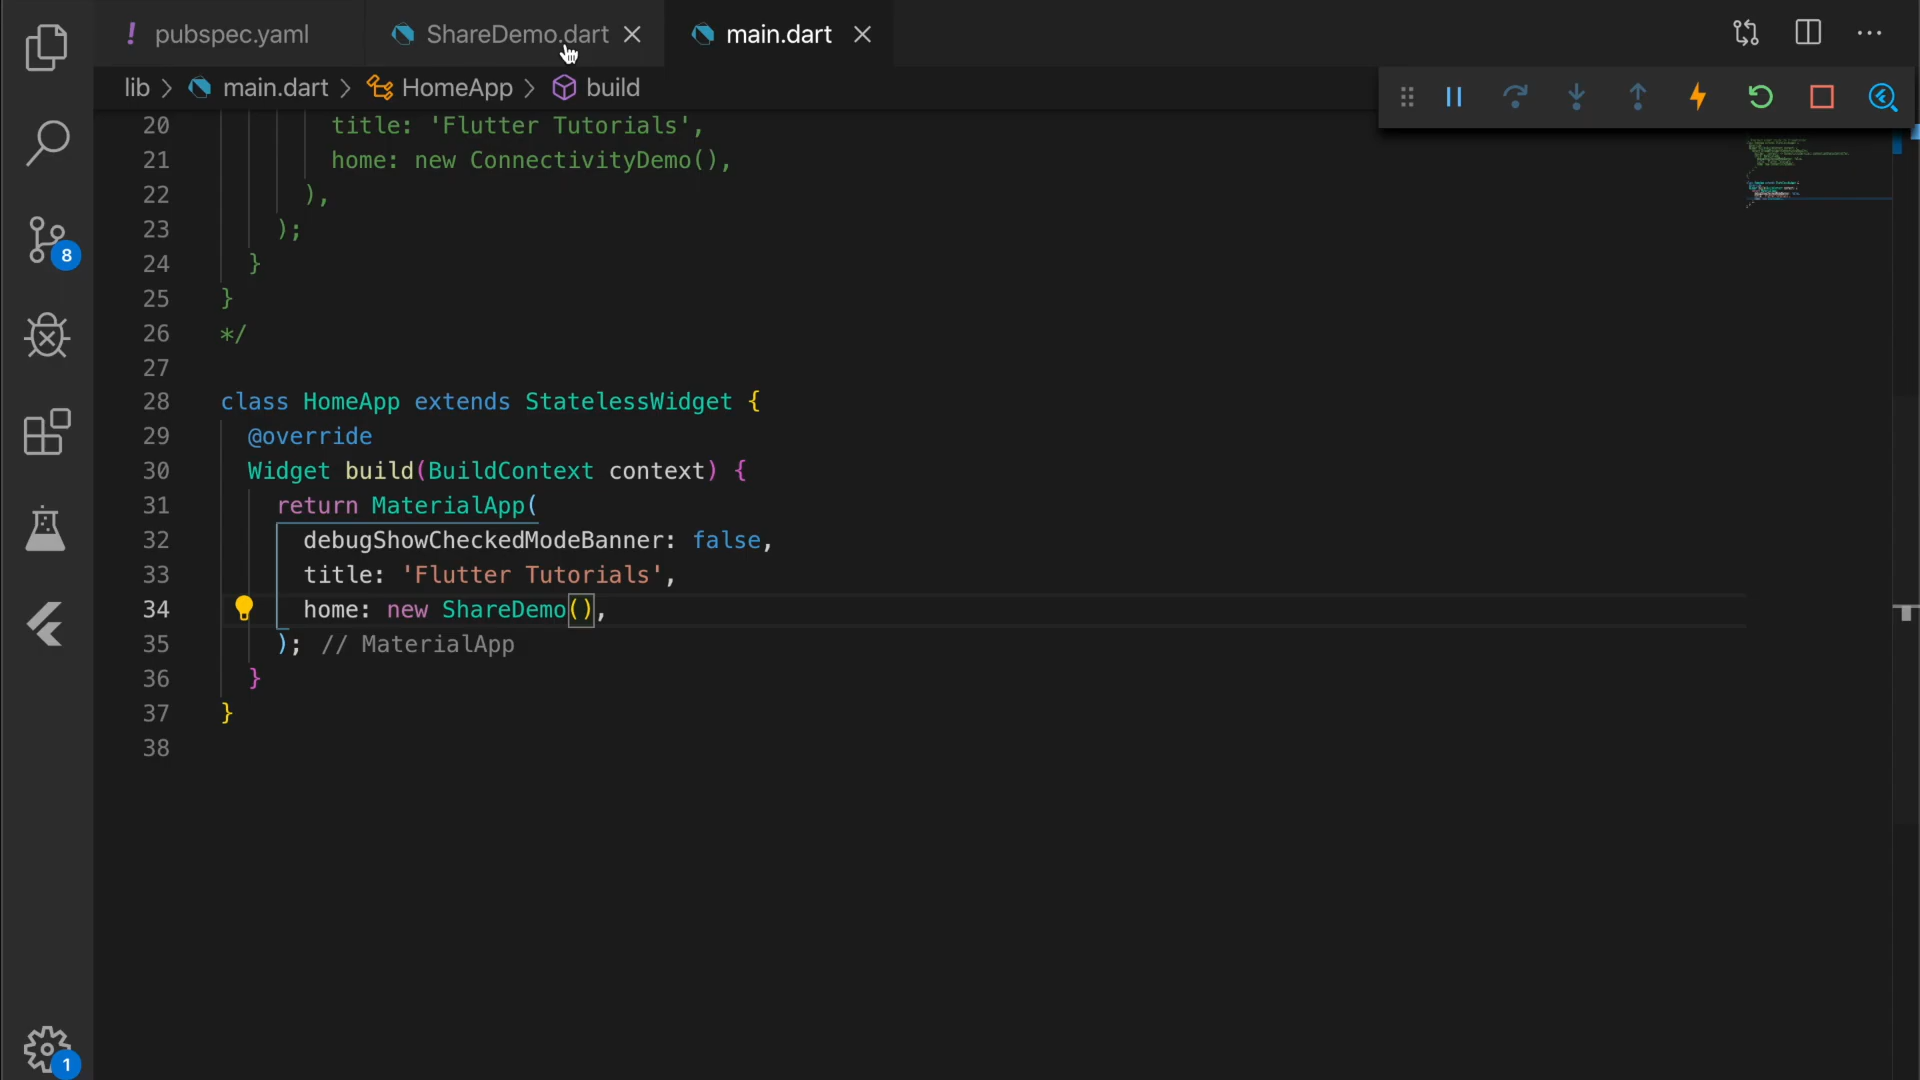 pubspec.yaml
ShareDemo.dart
main.dart
lib > main.dart > HomeApp > build
20 title: 'Flutter Tutorials',
21 home: new ConnectivityDemo(),
22 ),
23 );
24 }
25 }
26 */
27
28 class HomeApp extends StatelessWidget {
29 @override
30 Widget build(BuildContext context) {
31 return MaterialApp(
32 debugShowCheckedModeBanner: false,
33 title: 'Flutter Tutorials',
34 home: new ShareDemo(),
35 ); // MaterialApp
36 }
37 }
38
8
1